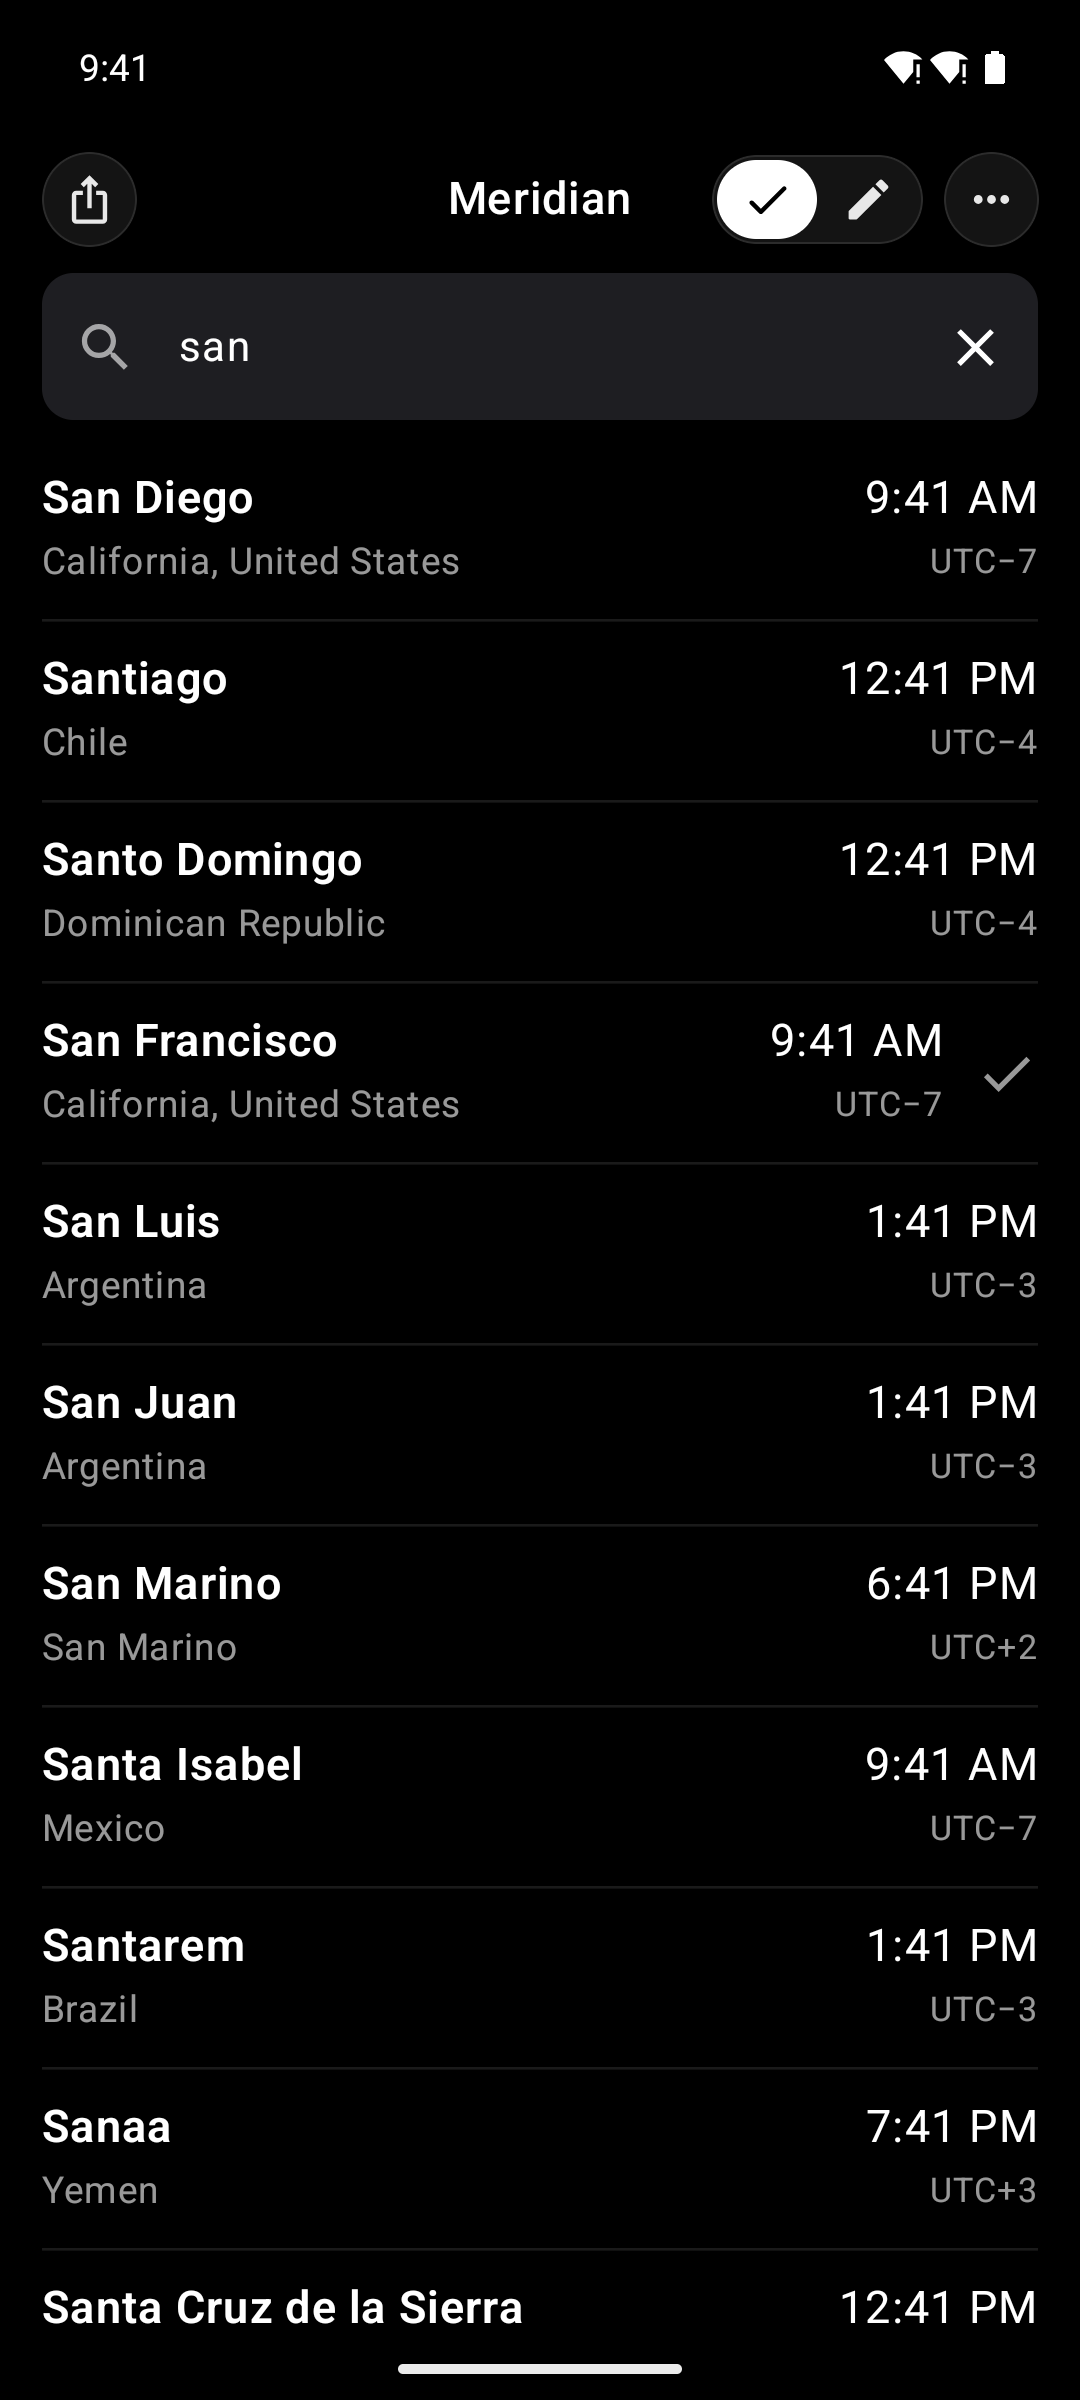 9:41
Meridian
san
San Diego 9:41 AM
California, United States UTC−7
Santiago 12:41 PM
Chile UTC−4
Santo Domingo 12:41 PM
Dominican Republic UTC−4
San Francisco 9:41 AM
California, United States UTC−7
San Luis 1:41 PM
Argentina UTC−3
San Juan 1:41 PM
Argentina UTC−3
San Marino 6:41 PM
San Marino UTC+2
Santa Isabel 9:41 AM
Mexico UTC−7
Santarem 1:41 PM
Brazil UTC−3
Sanaa 7:41 PM
Yemen UTC+3
Santa Cruz de la Sierra 12:41 PM